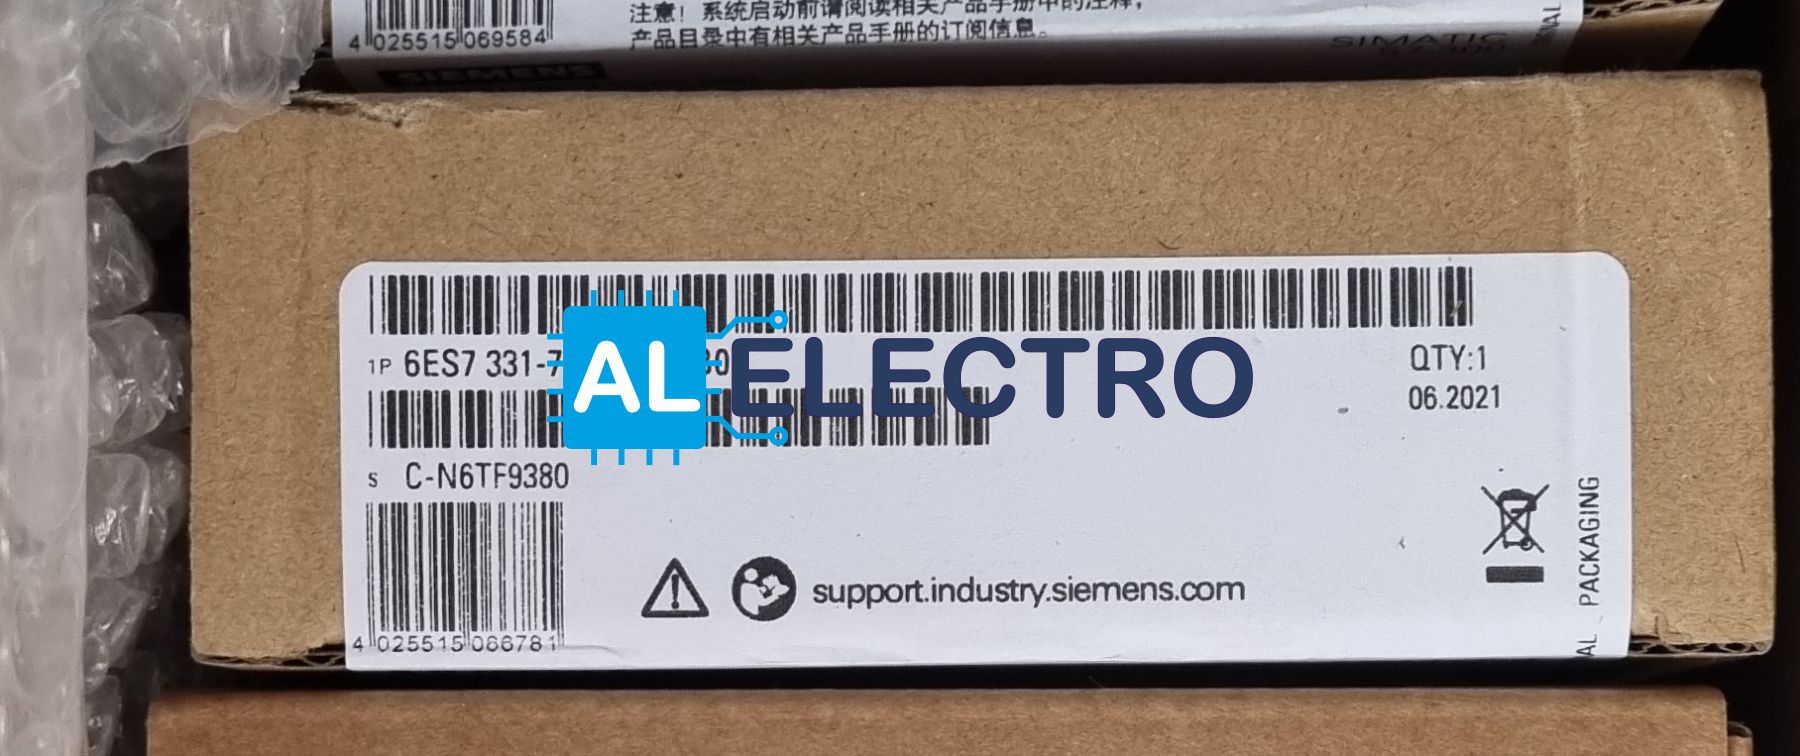 注意！系统启动前请阅读相关产品手册中的注释，
产品目录中有相关产品手册的订阅信息。
4 025515 069584
SIEMENS
SIMATIC
1P 6ES7 331-7
AL ELECTRO
QTY:1
06.2021
S C-N6TF9380
support.industry.siemens.com
4 025515 086781
AL PACKAGING